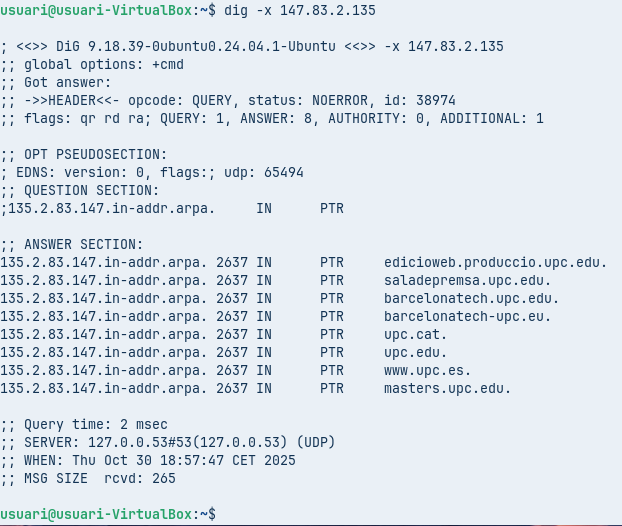 usuari@usuari-VirtualBox:~$ dig -x 147.83.2.135

; <<>> DiG 9.18.39-0ubuntu0.24.04.1-Ubuntu <<>> -x 147.83.2.135
;; global options: +cmd
;; Got answer:
;; ->>HEADER<<- opcode: QUERY, status: NOERROR, id: 38974
;; flags: qr rd ra; QUERY: 1, ANSWER: 8, AUTHORITY: 0, ADDITIONAL: 1

;; OPT PSEUDOSECTION:
; EDNS: version: 0, flags:; udp: 65494
;; QUESTION SECTION:
;135.2.83.147.in-addr.arpa.     IN      PTR

;; ANSWER SECTION:
135.2.83.147.in-addr.arpa. 2637 IN      PTR     edicioweb.produccio.upc.edu.
135.2.83.147.in-addr.arpa. 2637 IN      PTR     saladepremsa.upc.edu.
135.2.83.147.in-addr.arpa. 2637 IN      PTR     barcelonatech.upc.edu.
135.2.83.147.in-addr.arpa. 2637 IN      PTR     barcelonatech-upc.eu.
135.2.83.147.in-addr.arpa. 2637 IN      PTR     upc.cat.
135.2.83.147.in-addr.arpa. 2637 IN      PTR     upc.edu.
135.2.83.147.in-addr.arpa. 2637 IN      PTR     www.upc.es.
135.2.83.147.in-addr.arpa. 2637 IN      PTR     masters.upc.edu.

;; Query time: 2 msec
;; SERVER: 127.0.0.53#53(127.0.0.53) (UDP)
;; WHEN: Thu Oct 30 18:57:47 CET 2025
;; MSG SIZE  rcvd: 265

usuari@usuari-VirtualBox:~$